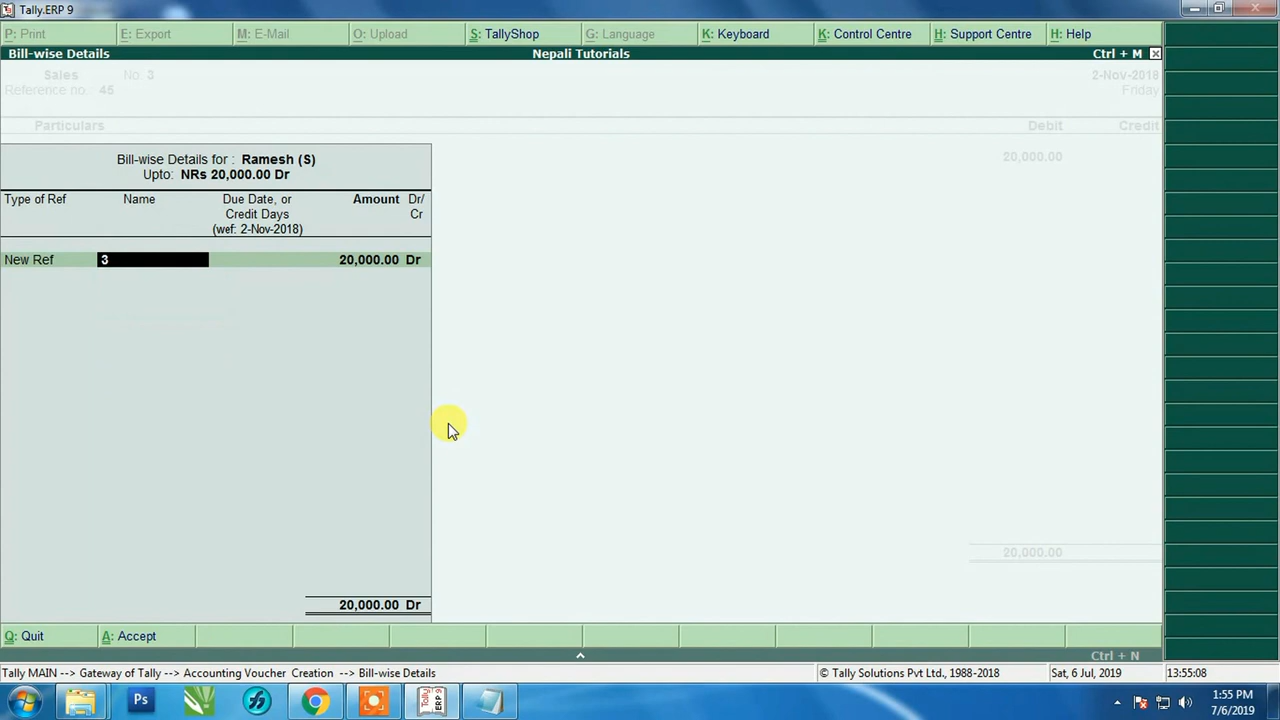 Tally.ERP 9
P: Print E: Export M: E-Mail O: Upload S: TallyShop G: Language K: Keyboard K: Control Centre H: Support Centre H: Help
Bill-wise Details Nepali Tutorials Ctrl + M
Sales No. 3 2-Nov-2018
Reference no.: 45 Friday
Particulars Debit Credit
Bill-wise Details for : Ramesh (S) 20,000.00
Upto: NRs 20,000.00 Dr
Type of Ref Name Due Date, or Amount Dr/
Credit Days Cr
(wef: 2-Nov-2018)
New Ref 3 20,000.00 Dr
20,000.00
20,000.00 Dr
Q: Quit A: Accept
Ctrl + N
Tally MAIN --> Gateway of Tally --> Accounting Voucher Creation --> Bill-wise Details © Tally Solutions Pvt Ltd., 1988-2018 Sat, 6 Jul, 2019 13:55:08
Ps Tally ERP 9 1:55 PM
7/6/2019